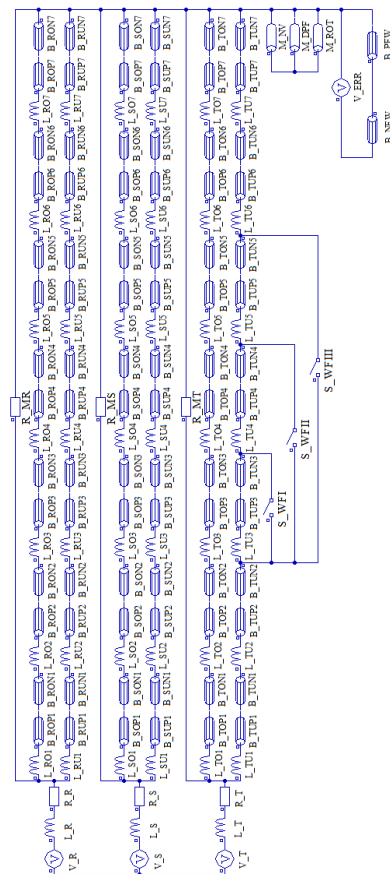 R_MR
L_RO1 B_ROP1 B_RON1 L_RO2 B_ROP2 B_RON2 L_RO3 B_ROP3 B_RON3 L_RO4 B_ROP4 B_RON4 L_RO5 B_ROP5 B_RON5 L_RO6 B_ROP6 B_RON6 L_RO7 B_ROP7 B_RON7
V_R L_R R_R
L_RU1 B_RUP1 B_RUN1 L_RU2 B_RUP2 B_RUN2 L_RU3 B_RUP3 B_RUN3 L_RU4 B_RUP4 B_RUN4 L_RU5 B_RUP5 B_RUN5 L_RU6 B_RUP6 B_RUN6 L_RU7 B_RUP7 B_RUN7
R_MS
L_SO1 B_SOP1 B_SON1 L_SO2 B_SOP2 B_SON2 L_SO3 B_SOP3 B_SON3 L_SO4 B_SOP4 B_SON4 L_SO5 B_SOP5 B_SON5 L_SO6 B_SOP6 B_SON6 L_SO7 B_SOP7 B_SON7
V_S L_S R_S
L_SU1 B_SUP1 B_SUN1 L_SU2 B_SUP2 B_SUN2 L_SU3 B_SUP3 B_SUN3 L_SU4 B_SUP4 B_SUN4 L_SU5 B_SUP5 B_SUN5 L_SU6 B_SUP6 B_SUN6 L_SU7 B_SUP7 B_SUN7
R_MT
L_TO1 B_TOP1 B_TON1 L_TO2 B_TOP2 B_TON2 L_TO3 B_TOP3 B_TON3 L_TO4 B_TOP4 B_TON4 L_TO5 B_TOP5 B_TON5 L_TO6 B_TOP6 B_TON6 L_TO7 B_TOP7 B_TON7
V_T L_T R_T
L_TU1 B_TUP1 B_TUN1 L_TU2 B_TUP2 B_TUN2 L_TU3 B_TUP3 B_TUN3 L_TU4 B_TUP4 B_TUN4 L_TU5 B_TUP5 B_TUN5 L_TU6 B_TUP6 B_TUN6 L_TU7 B_TUP7 B_TUN7
S_WFI
S_WFII
S_WFIII
M_NV
M_DPF
M_ROT
V_ERR
B_NEW B_PEW